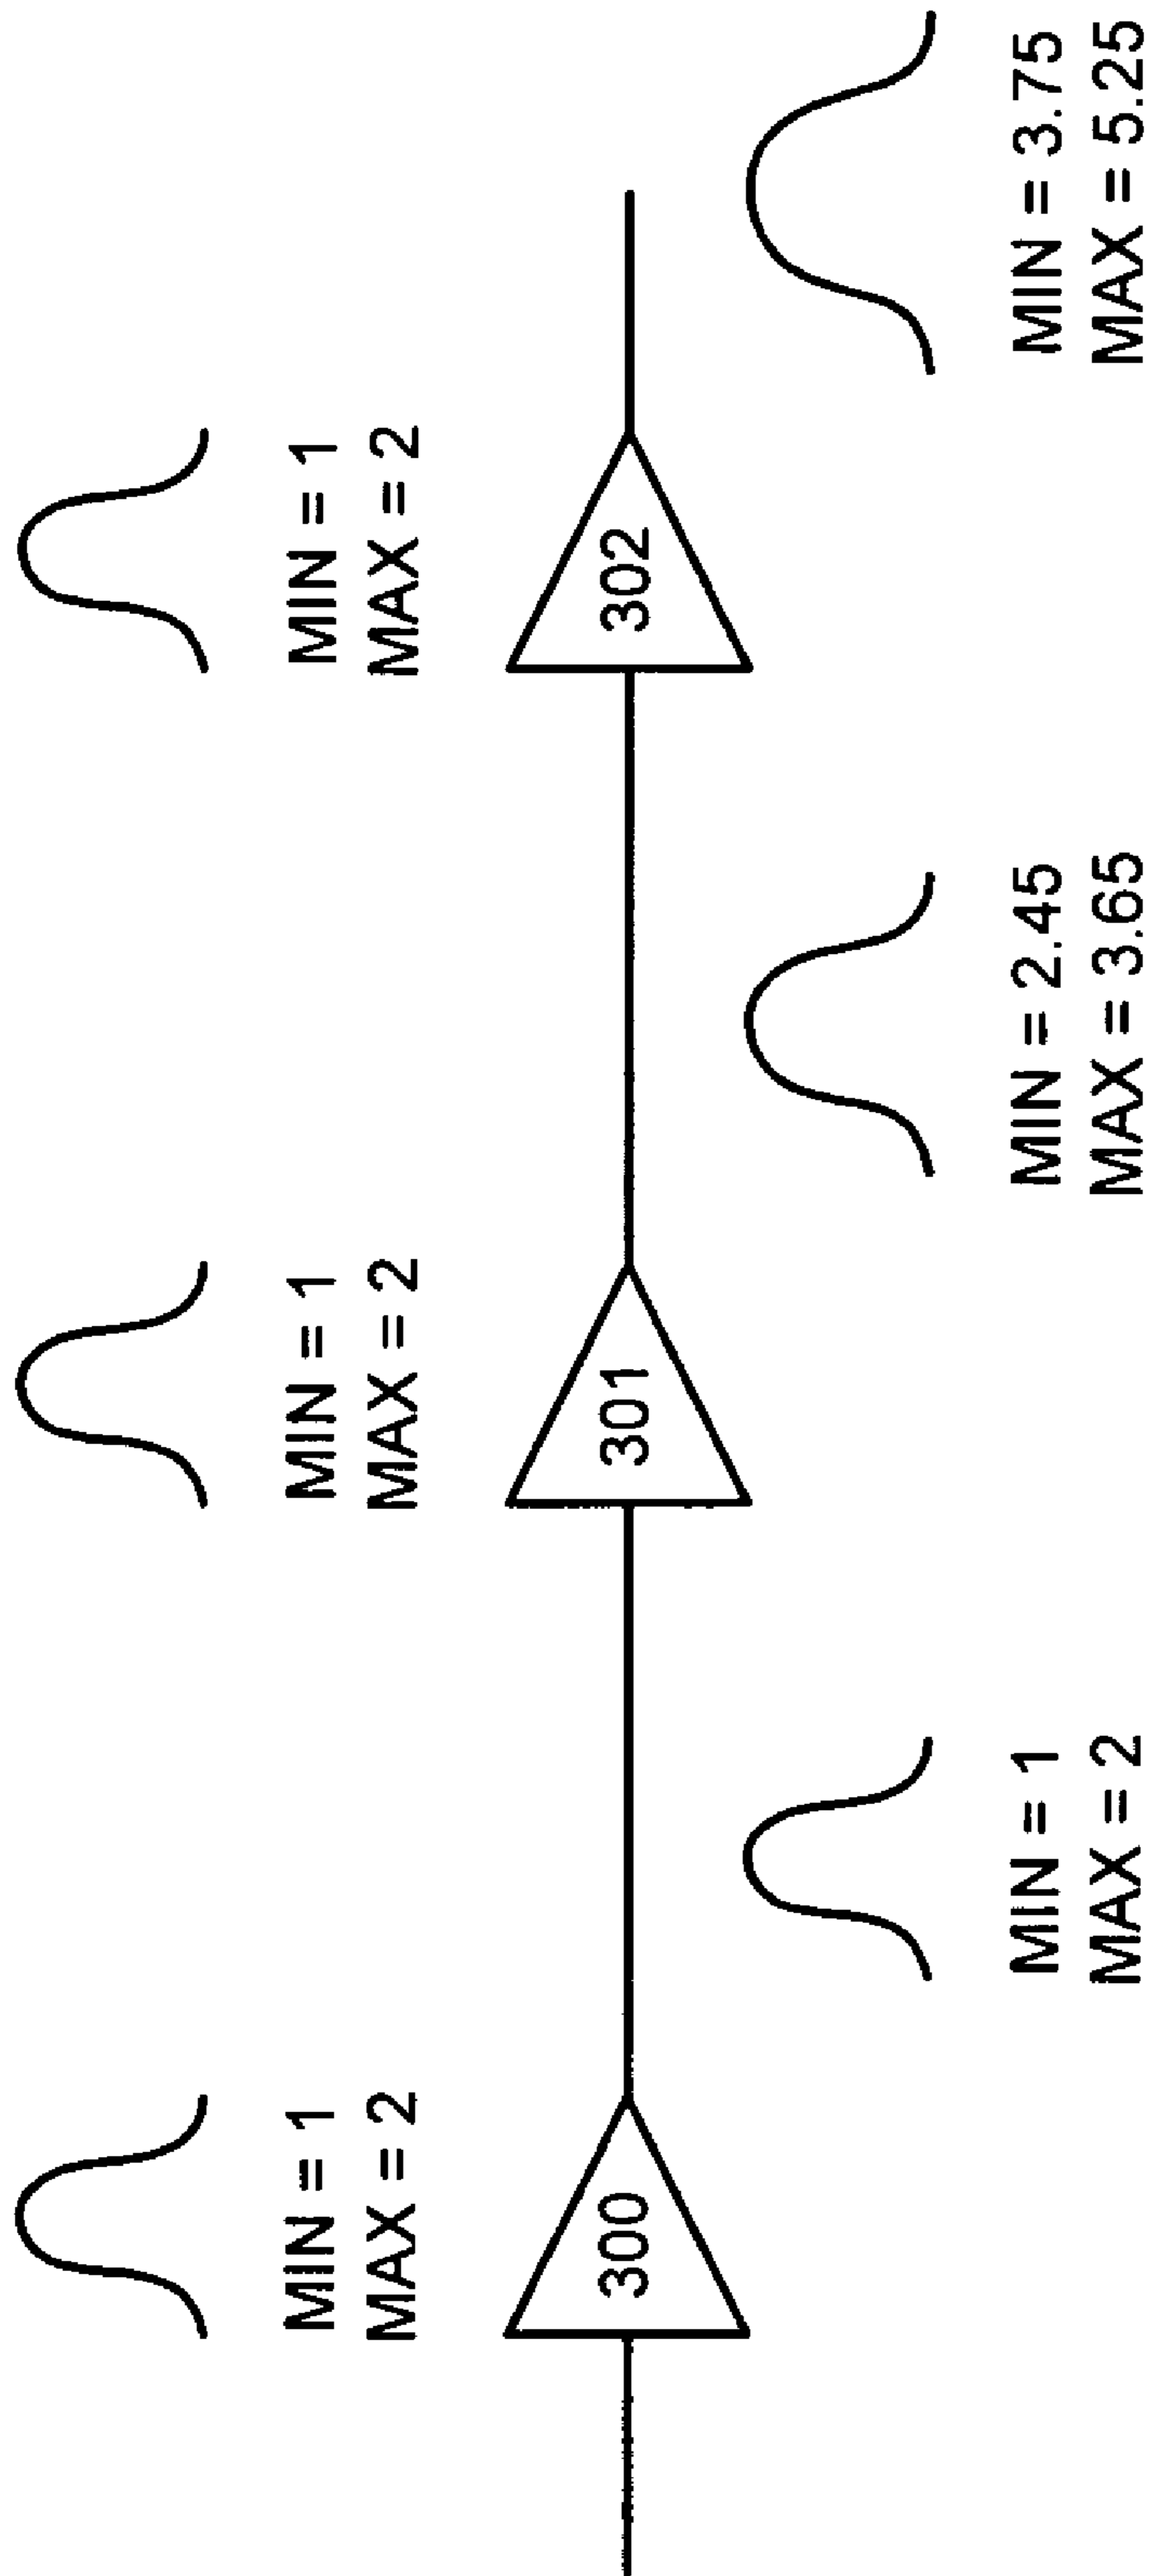 MIN = 1
MAX = 2
MIN = 1
MAX = 2
MIN = 1
MAX = 2
300
301
302
MIN = 1
MAX = 2
MIN = 2.45
MAX = 3.65
MIN = 3.75
MAX = 5.25